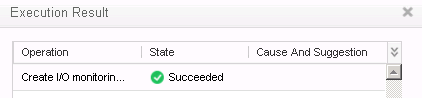 Execution Result
Operation State Cause And Suggestion
Create I/O monitorin... Succeeded